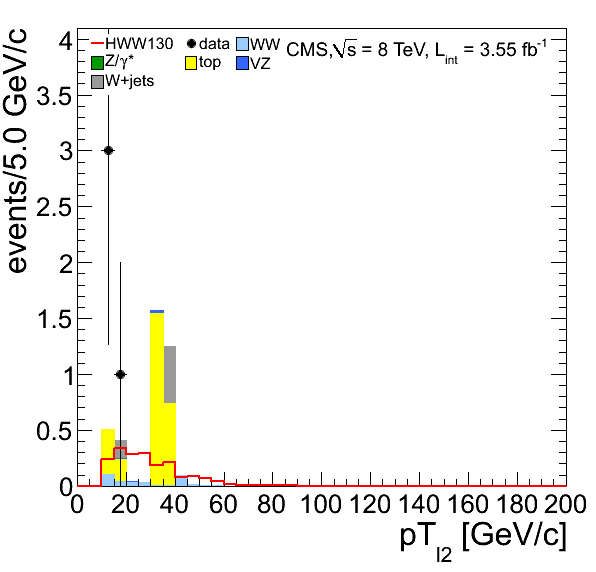 HWW130 data WW CMS,√s = 8 TeV, L_int = 3.55 fb⁻¹
Z/γ* top VZ
W+jets
events/5.0 GeV/c
4
3.5
3
2.5
2
1.5
1
0.5
0
0 20 40 60 80 100 120 140 160 180 200
pT_l2 [GeV/c]